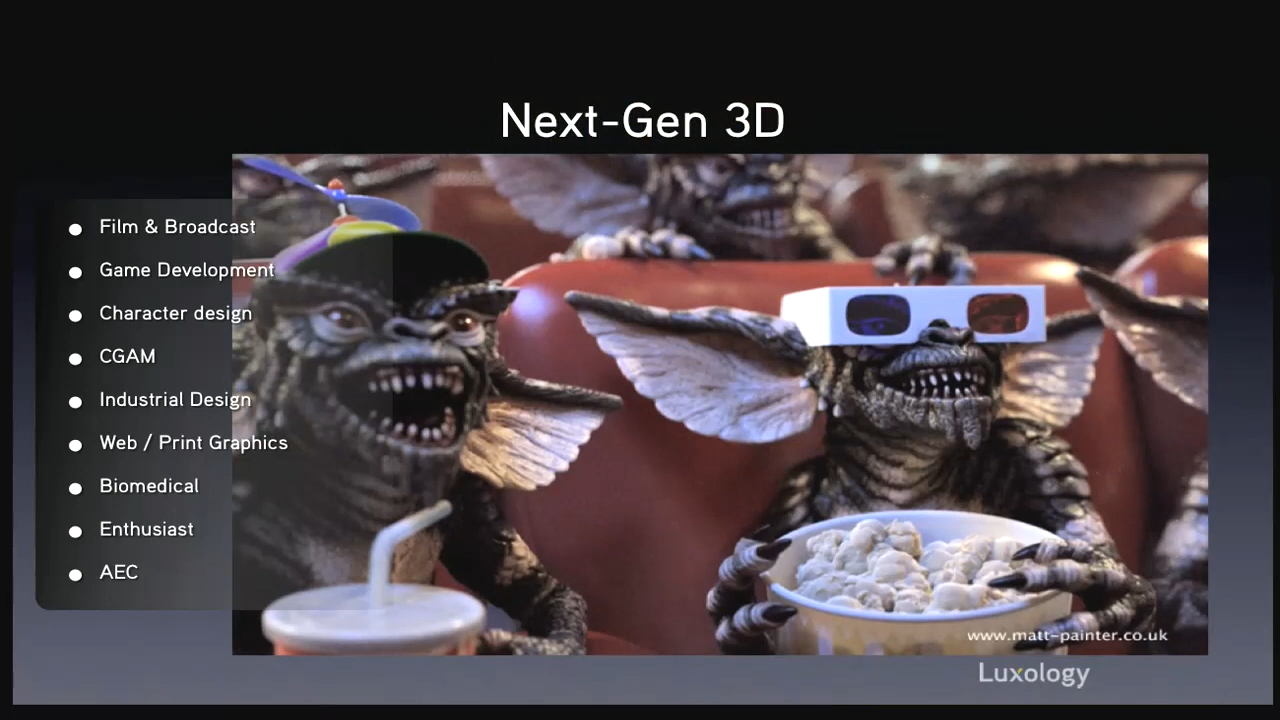 Next-Gen 3D
Film & Broadcast
Game Development
Character design
CGAM
Industrial Design
Web / Print Graphics
Biomedical
Enthusiast
AEC
www.matt-painter.co.uk
Luxology